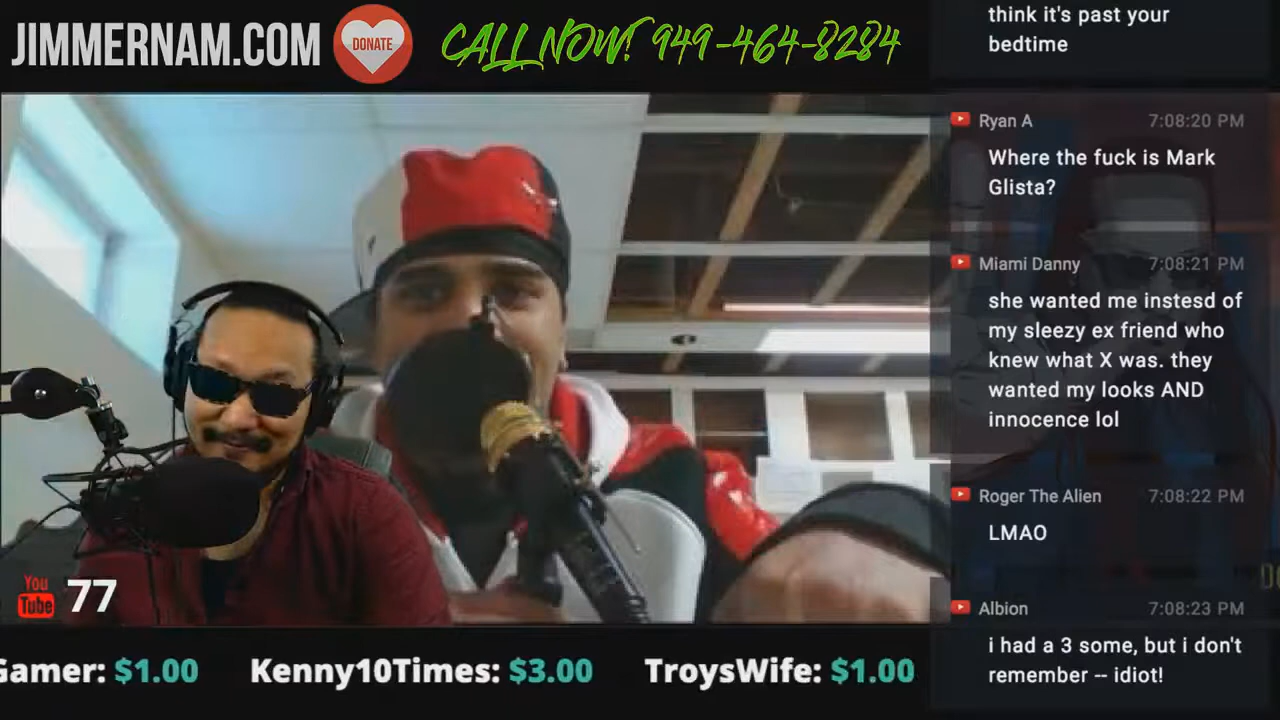 JIMMERNAM.COM
DONATE
CALL NOW! 949-464-8284
think it's past your
bedtime
Ryan A 7:08:20 PM
Where the fuck is Mark
Glista?
Miami Danny 7:08:21 PM
she wanted me instesd of
my sleezy ex friend who
knew what X was. they
wanted my looks AND
innocence lol
Roger The Alien 7:08:22 PM
LMAO
Albion 7:08:23 PM
i had a 3 some, but i don't
remember -- idiot!
You
Tube
77
Gamer: $1.00 Kenny10Times: $3.00 TroysWife: $1.00